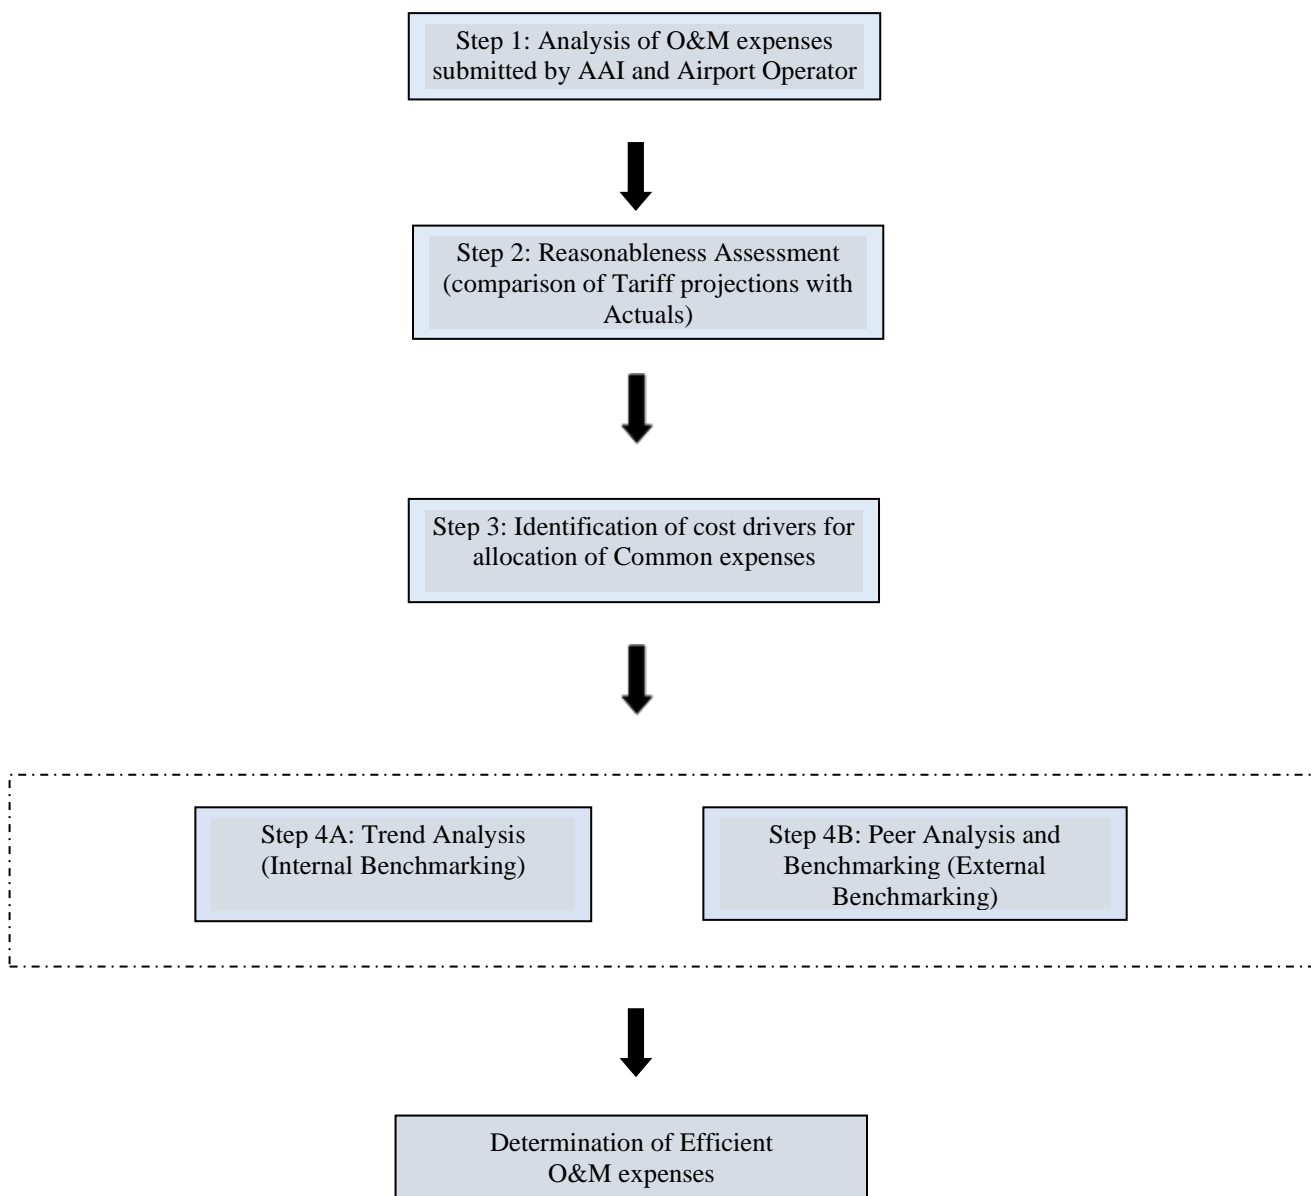 Step 1: Analysis of O&M expenses
submitted by AAI and Airport Operator
Step 2: Reasonableness Assessment
(comparison of Tariff projections with
Actuals)
Step 3: Identification of cost drivers for
allocation of Common expenses
Step 4A: Trend Analysis
(Internal Benchmarking)
Step 4B: Peer Analysis and
Benchmarking (External
Benchmarking)
Determination of Efficient
O&M expenses